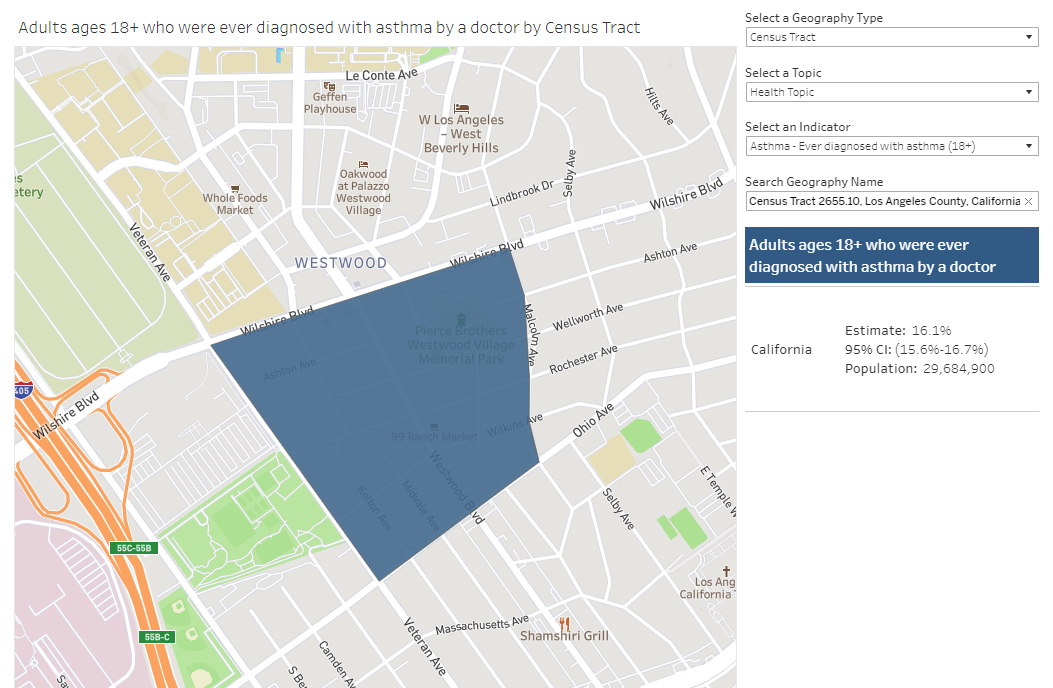 Adults ages 18+ who were ever diagnosed with asthma by a doctor by Census Tract
Le Conte Ave
Geffen
Playhouse
W Los Angeles
– West
Beverly Hills
Hills Ave
Oakwood
at Palazzo
Westwood
Village
Selby Ave
Lindbrook Dr
Wilshire Blvd
Whole Foods
Market
Veteran Ave
WESTWOOD
Wilshire Blvd
Ashton Ave
Wilshire Blvd
Malcolm Ave
Wellworth Ave
Pierce Brothers
Westwood Village
Memorial Park
Rochester Ave
Ashton Ave
405
Wilshire Blvd
99 Ranch Market
Wilkins Ave
Ohio Ave
Westwood Blvd
Kelton Ave
Midvale Ave
Selby Ave
E Temple W
55C-55B
Los Ang
California
55B-C
Massachusetts Ave
Shamshiri Grill
Veteran Ave
Camden Av
S Be
Sa
Select a Geography Type
Census Tract
Select a Topic
Health Topic
Select an Indicator
Asthma - Ever diagnosed with asthma (18+)
Search Geography Name
Census Tract 2655.10, Los Angeles County, California
Adults ages 18+ who were ever
diagnosed with asthma by a doctor
California
Estimate: 16.1%
95% CI: (15.6%-16.7%)
Population: 29,684,900